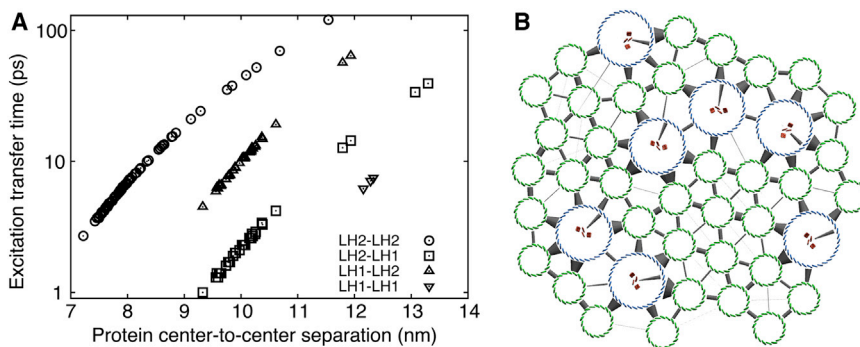 A
B
Excitation transfer time (ps)
100
10
1
LH2-LH2
LH2-LH1
LH1-LH2
LH1-LH1
7 8 9 10 11 12 13 14
Protein center-to-center separation (nm)